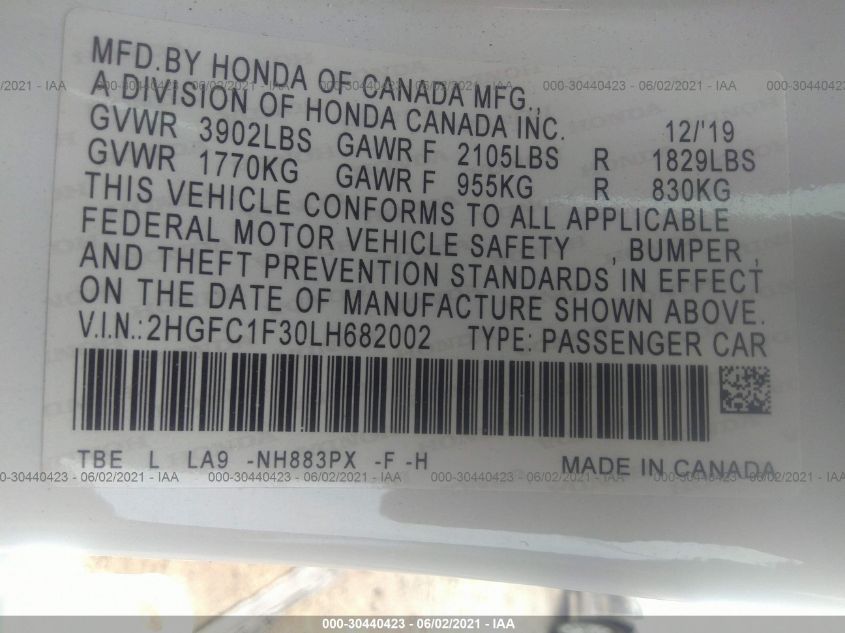 MFD.BY HONDA OF CANADA MFG.,
A DIVISION OF HONDA CANADA INC. 12/'19
GVWR 3902LBS GAWR F 2105LBS R 1829LBS
GVWR 1770KG GAWR F 955KG R 830KG
THIS VEHICLE CONFORMS TO ALL APPLICABLE
FEDERAL MOTOR VEHICLE SAFETY , BUMPER ,
AND THEFT PREVENTION STANDARDS IN EFFECT
ON THE DATE OF MANUFACTURE SHOWN ABOVE.
V.I.N.: 2HGFC1F30LH682002 TYPE: PASSENGER CAR
TBE L LA9 -NH883PX -F -H MADE IN CANADA
000-30440423 - 06/02/2021 - IAA